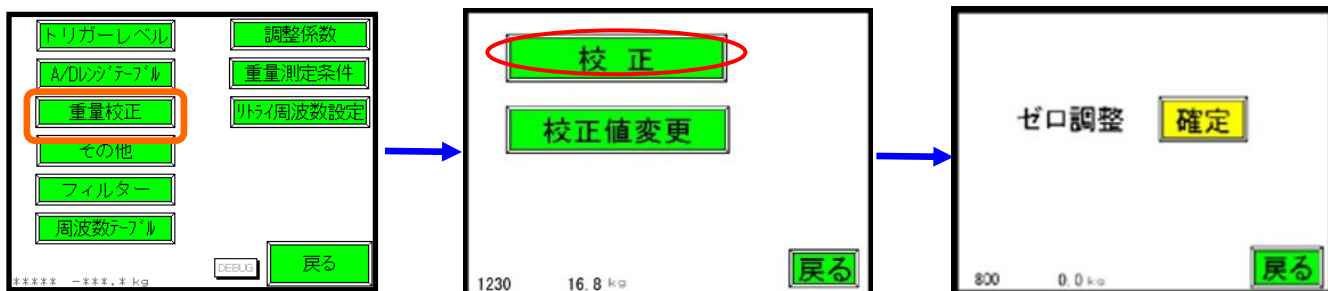 トリガーレベル
調整係数
A/Dレンジテーブル
重量測定条件
重量校正
リトライ周波数設定
その他
フィルター
周波数テーブル
DEBUG
戻る
***** -***.* kg
校 正
校正値変更
戻る
1230 16.8 kg
ゼロ調整 確定
戻る
800 0.0 kg